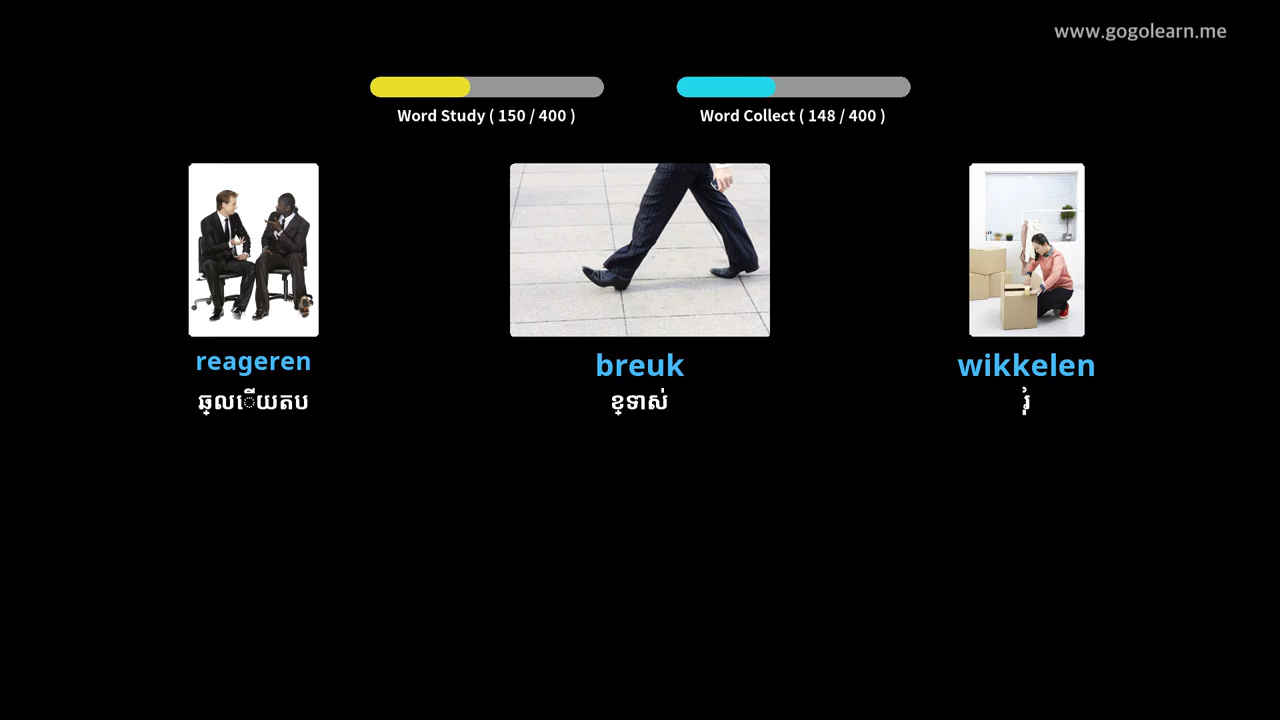 www.gogolearn.me
Word Study ( 150 / 400 )
Word Collect ( 148 / 400 )
reageren
breuk
wikkelen
ឆ្លើយតប
ខ្ទាស់
រុំ